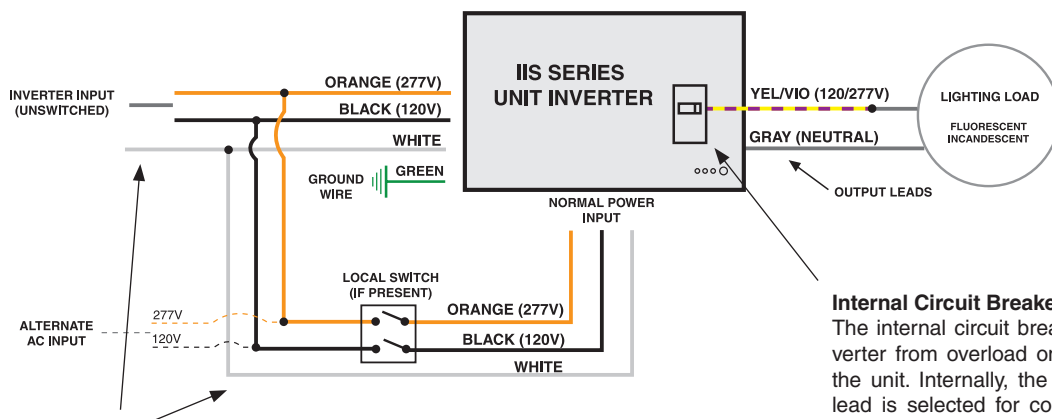 IIS SERIES
UNIT INVERTER
ORANGE (277V)
INVERTER INPUT
(UNSWITCHED)
BLACK (120V)
WHITE
GREEN
GROUND
WIRE
YEL/VIO (120/277V)
GRAY (NEUTRAL)
LIGHTING LOAD
FLUORESCENT
INCANDESCENT
OUTPUT LEADS
NORMAL POWER
INPUT
LOCAL SWITCH
(IF PRESENT)
ALTERNATE
AC INPUT
277V
120V
ORANGE (277V)
BLACK (120V)
WHITE
Internal Circuit Breake
The internal circuit brea
verter from overload or
the unit. Internally, the
lead is selected for co